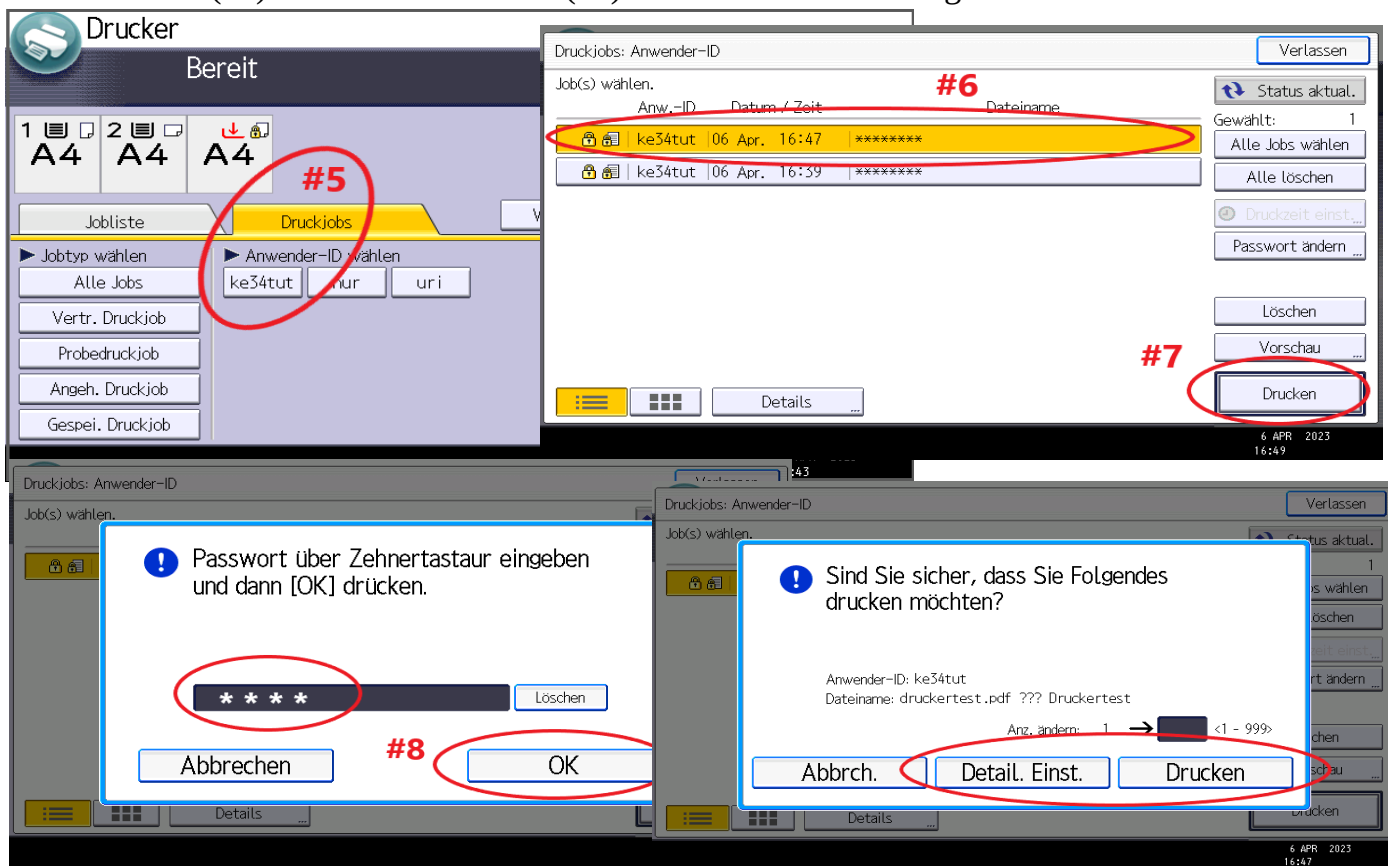 Drucker
Bereit
1 2
A4 A4 A4
#5
Jobliste Druckjobs
Jobtyp wählen Anwender-ID wählen
Alle Jobs ke34tut nur uri
Vertr. Druckjob
Probedruckjob
Angeh. Druckjob
Gespei. Druckjob
:43
Druckjobs: Anwender-ID Verlassen
Job(s) wählen. #6 Status aktual.
Anw.-ID Datum / Zeit Dateiname
Gewählt: 1
ke34tut 06 Apr. 16:47 ******** Alle Jobs wählen
ke34tut 06 Apr. 16:39 ******** Alle löschen
Druckzeit einst.
Passwort ändern
Löschen
#7 Vorschau
Details Drucken
6 APR 2023
16:49
Druckjobs: Anwender-ID Verlassen
Job(s) wählen.
Passwort über Zehnertastaur eingeben
und dann [OK] drücken.
**** Löschen
#8
Abbrechen OK
Details
Druckjobs: Anwender-ID Verlassen
Job(s) wählen. Status aktual.
1
Sind Sie sicher, dass Sie Folgendes
drucken möchten?
Anwender-ID: ke34tut
Dateiname: druckertest.pdf ??? Druckertest
Anz. ändern: 1 → <1 - 999>
Abbrch. Detail. Einst. Drucken
Details Drucken
6 APR 2023
16:47